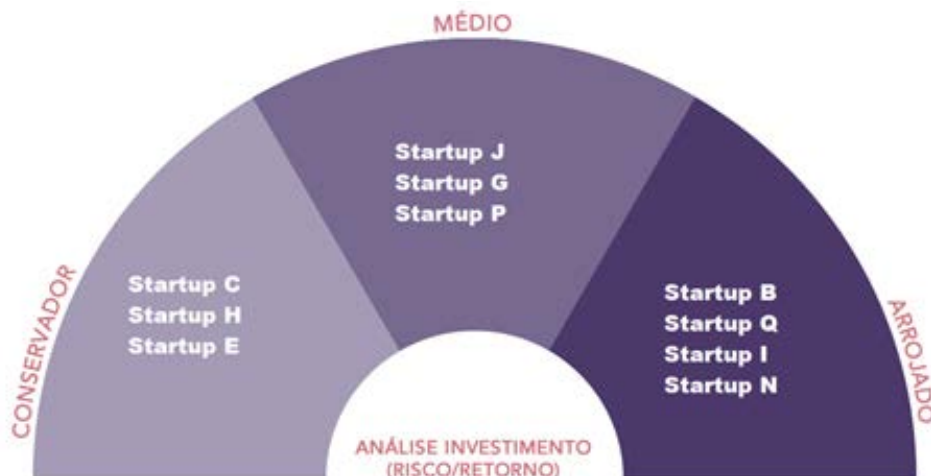 MÉDIO
Startup J
Startup G
Startup P
CONSERVADOR
Startup C
Startup H
Startup E
Startup B
Startup Q
Startup I
Startup N
ARROJADO
ANÁLISE INVESTIMENTO
(RISCO/RETORNO)